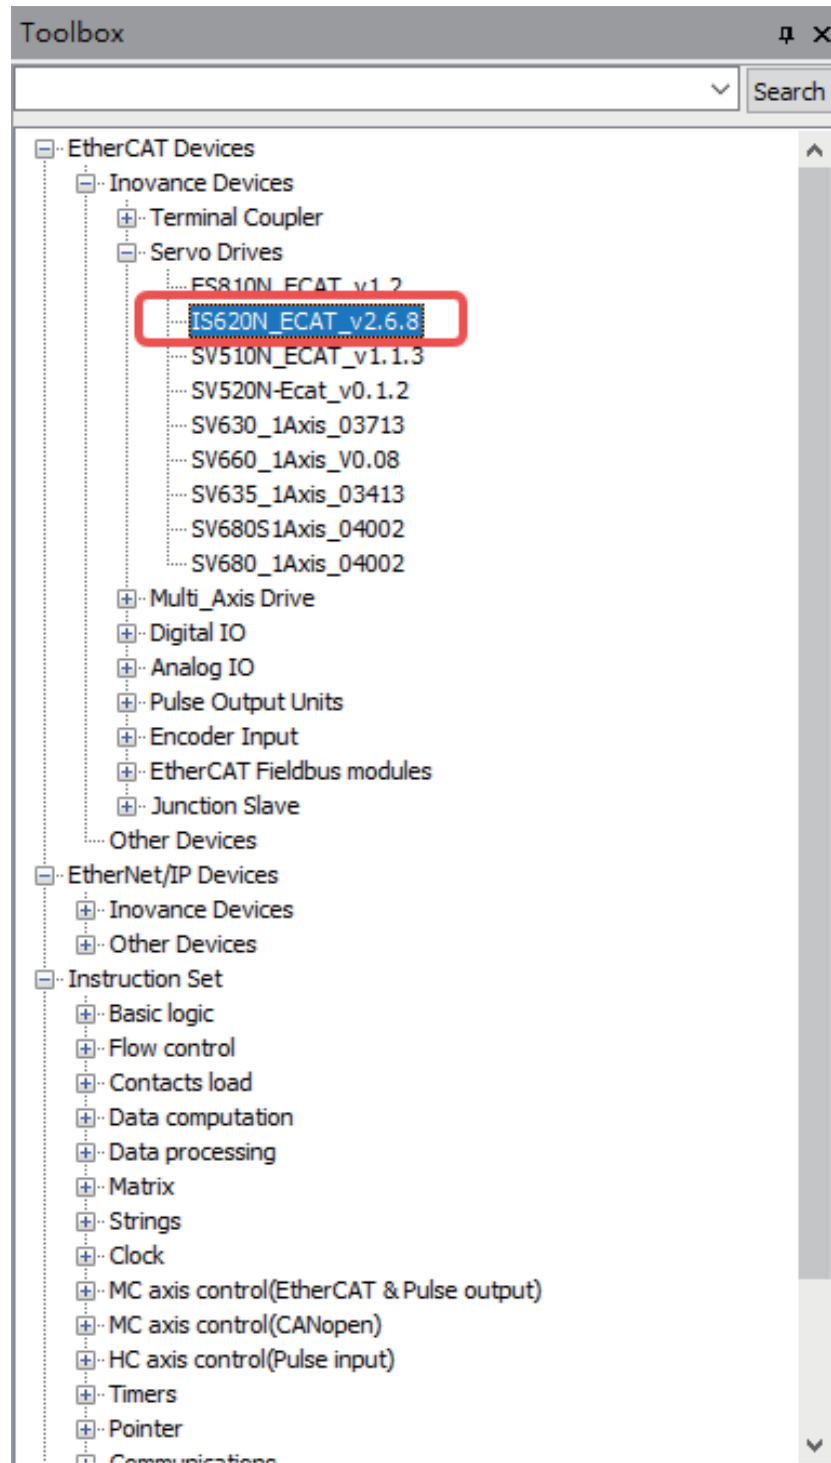 Toolbox
Search
EtherCAT Devices
Inovance Devices
Terminal Coupler
Servo Drives
ES810N_ECAT_v1.2
IS620N_ECAT_v2.6.8
SV510N_ECAT_v1.1.3
SV520N-Ecat_v0.1.2
SV630_1Axis_03713
SV660_1Axis_V0.08
SV635_1Axis_03413
SV680S1Axis_04002
SV680_1Axis_04002
Multi_Axis Drive
Digital IO
Analog IO
Pulse Output Units
Encoder Input
EtherCAT Fieldbus modules
Junction Slave
Other Devices
EtherNet/IP Devices
Inovance Devices
Other Devices
Instruction Set
Basic logic
Flow control
Contacts load
Data computation
Data processing
Matrix
Strings
Clock
MC axis control(EtherCAT & Pulse output)
MC axis control(CANopen)
HC axis control(Pulse input)
Timers
Pointer
Communications